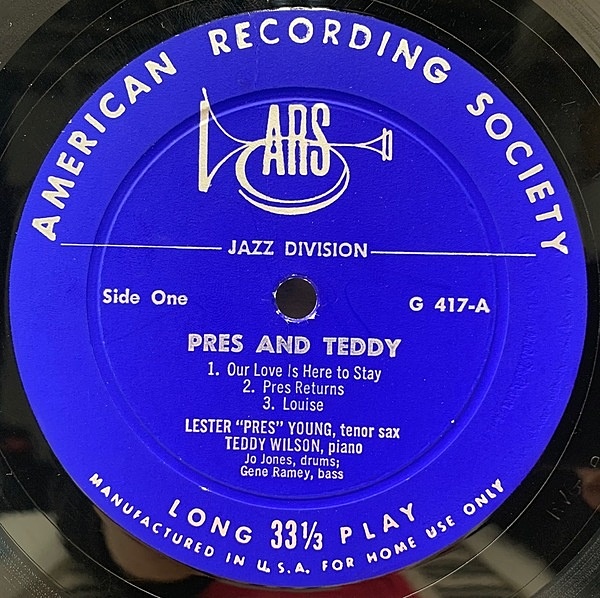 AMERICAN RECORDING SOCIETY
ARS
JAZZ DIVISION
Side One
G 417-A
PRES AND TEDDY
1. Our Love Is Here to Stay
2. Pres Returns
3. Louise
LESTER "PRES" YOUNG, tenor sax
TEDDY WILSON, piano
Jo Jones, drums;
Gene Ramey, bass
LONG 33⅓ PLAY
MANUFACTURED IN U.S.A. FOR HOME USE ONLY